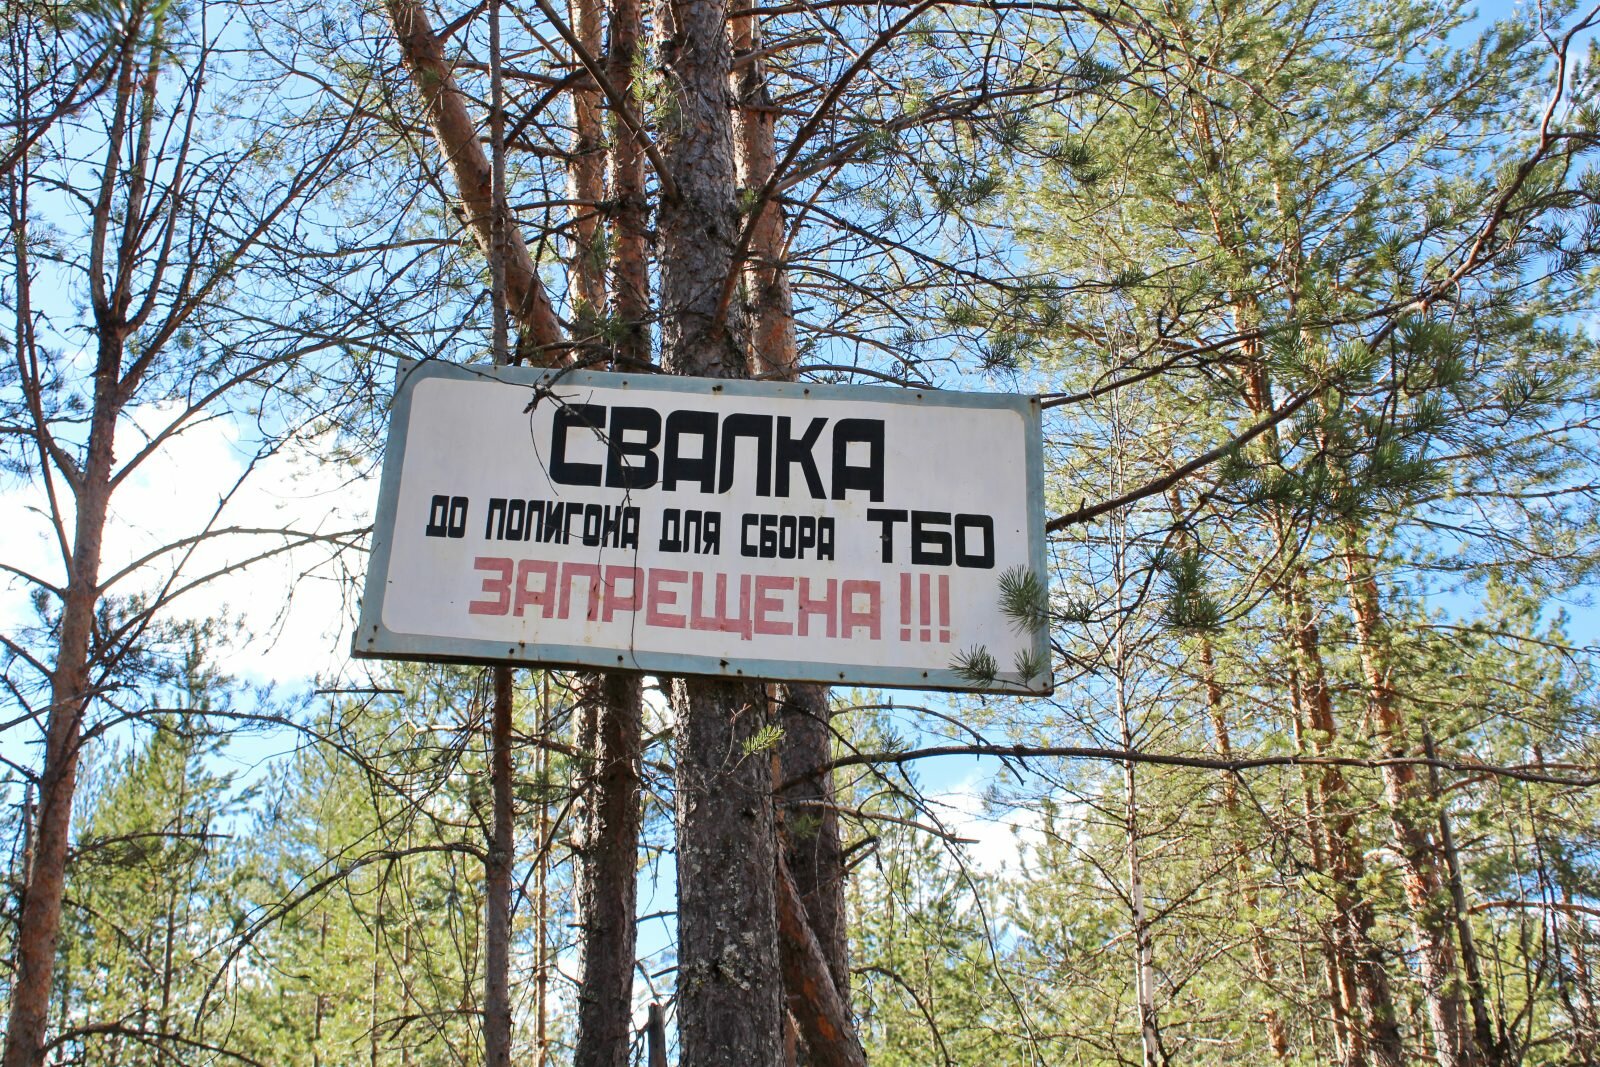 СВАЛКА
ДО ПОЛИГОНА ДЛЯ СБОРА ТБО
ЗАПРЕЩЕНА!!!